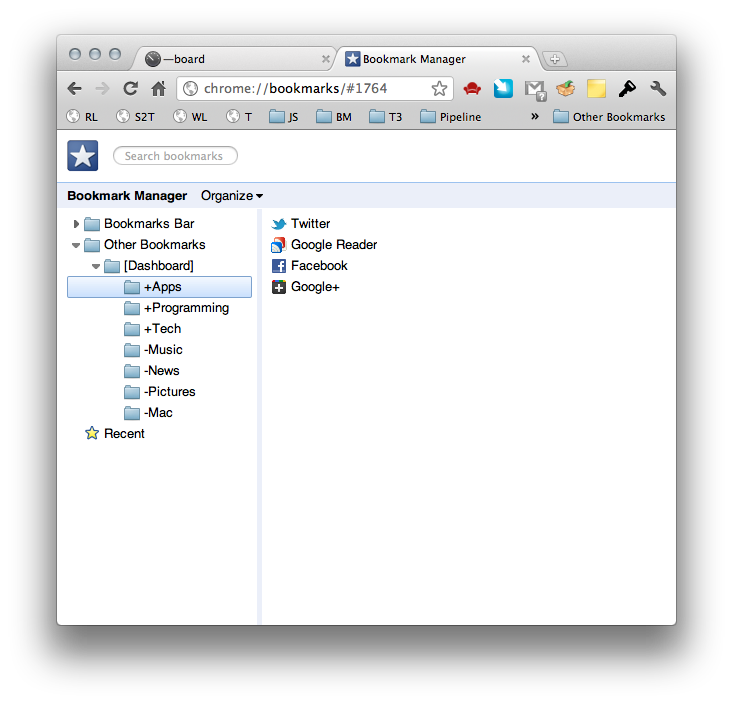 —board
Bookmark Manager
chrome://bookmarks/#1764
RL S2T WL T JS BM T3 Pipeline » Other Bookmarks
Search bookmarks
Bookmark Manager Organize
Bookmarks Bar
Other Bookmarks
[Dashboard]
+Apps
+Programming
+Tech
-Music
-News
-Pictures
-Mac
Recent
Twitter
Google Reader
Facebook
Google+